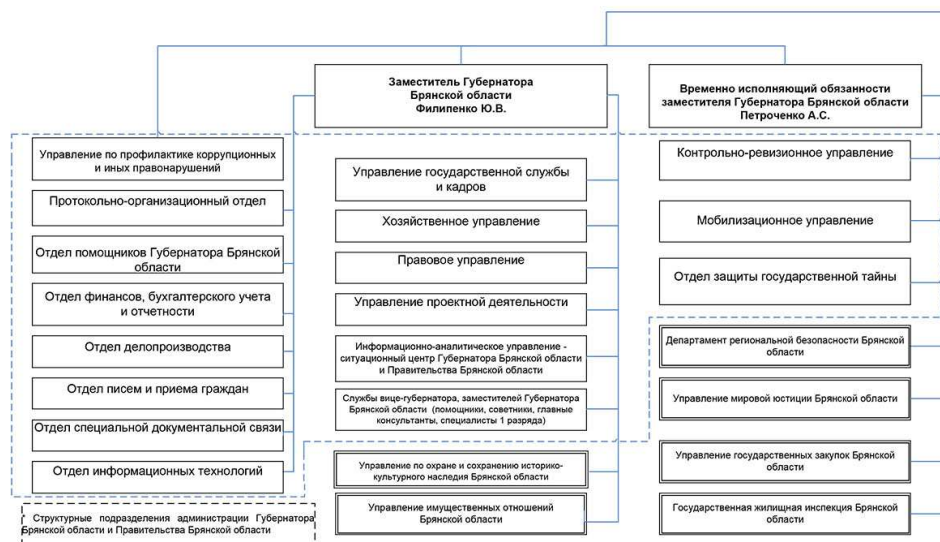 Заместитель Губернатора
Брянской области
Филипенко Ю.В.
Временно исполняющий обязанности
заместителя Губернатора Брянской области
Петроченко А.С.
Управление по профилактике коррупционных
и иных правонарушений
Протокольно-организационный отдел
Отдел помощников Губернатора Брянской
области
Отдел финансов, бухгалтерского учета
и отчетности
Отдел делопроизводства
Отдел писем и приема граждан
Отдел специальной документальной связи
Отдел информационных технологий
* Структурные подразделения администрации Губернатора
Брянской области и Правительства Брянской области
Управление государственной службы
и кадров
Хозяйственное управление
Правовое управление
Управление проектной деятельности
Информационно-аналитическое управление -
ситуационный центр Губернатора Брянской области
и Правительства Брянской области
Службы вице-губернатора, заместителей Губернатора
Брянской области (помощники, советники, главные
консультанты, специалисты 1 разряда)
Управление по охране и сохранению историко-
культурного наследия Брянской области
Управление имущественных отношений
Брянской области
Контрольно-ревизионное управление
Мобилизационное управление
Отдел защиты государственной тайны
Департамент региональной безопасности Брянской
области
Управление мировой юстиции Брянской области
Управление государственных закупок Брянской
области
Государственная жилищная инспекция Брянской
области